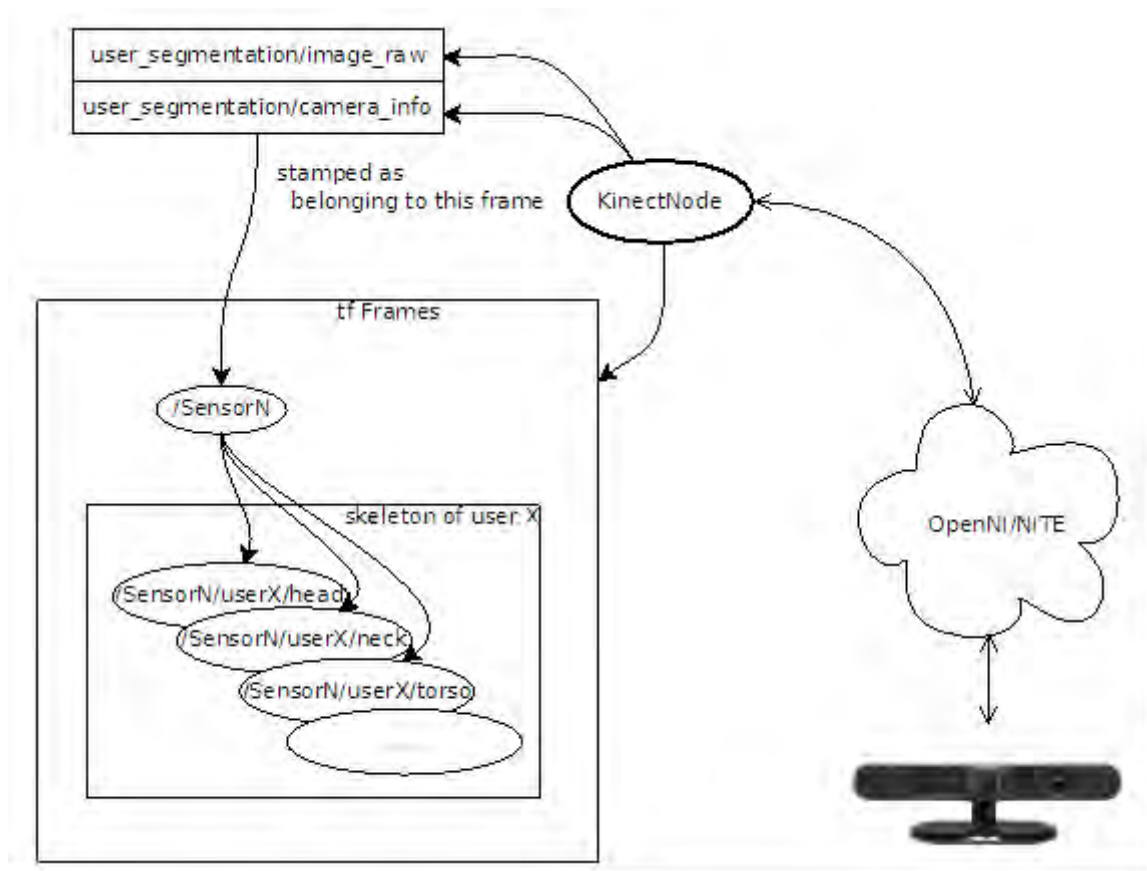 user_segmentation/image_raw
user_segmentation/camera_info
stamped as
belonging to this frame
KinectNode
tf Frames
/SensorN
skeleton of user X
OpenNI/NITE
/SensorN/userX/head
/SensorN/userX/neck
/SensorN/userX/torso